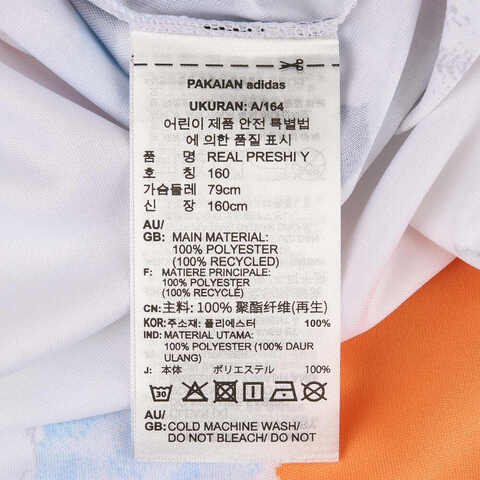 PAKAIAN adidas
UKURAN: A/164
어린이 제품 안전 특별법
에 의한 품질 표시
품 명 REAL PRESHI Y
호 칭 160
가슴둘레 79cm
신 장 160cm
AU/
GB: MAIN MATERIAL:
100% POLYESTER
(100% RECYCLED)
F: MATIERE PRINCIPALE:
100% POLYESTER
(100% RECYCLÉ)
CN: 主料: 100% 聚酯纤维(再生)
KOR: 주소재: 폴리에스터 100%
IND: MATERIAL UTAMA:
100% POLYESTER (100% DAUR
ULANG)
J: 本体 ポリエステル 100%
30
AU/
GB: COLD MACHINE WASH/
DO NOT BLEACH/ DO NOT